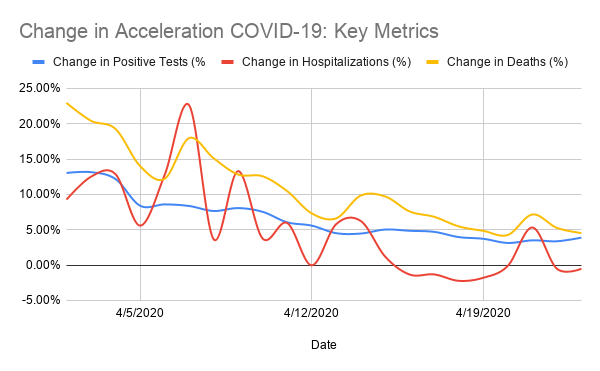 Change in Acceleration COVID-19: Key Metrics
Change in Positive Tests (% Change in Hospitalizations (%) Change in Deaths (%)
25.00%
20.00%
15.00%
10.00%
5.00%
0.00%
-5.00%
4/5/2020 4/12/2020 4/19/2020
Date